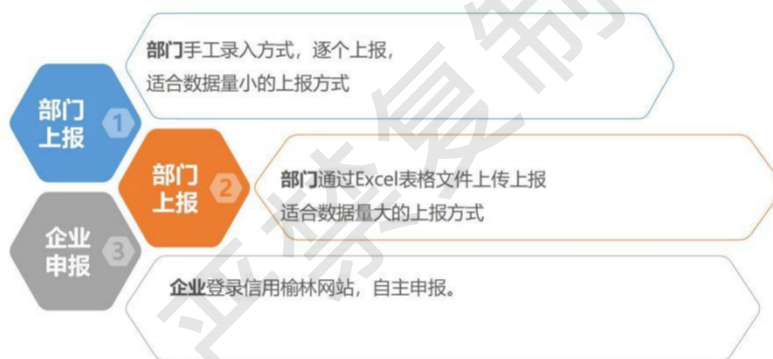 部门
上报
1
部门手工录入方式，逐个上报，
适合数据量小的上报方式
部门
上报
2
部门通过Excel表格文件上传上报
适合数据量大的上报方式
企业
申报
3
企业登录信用榆林网站，自主申报。
严禁复制